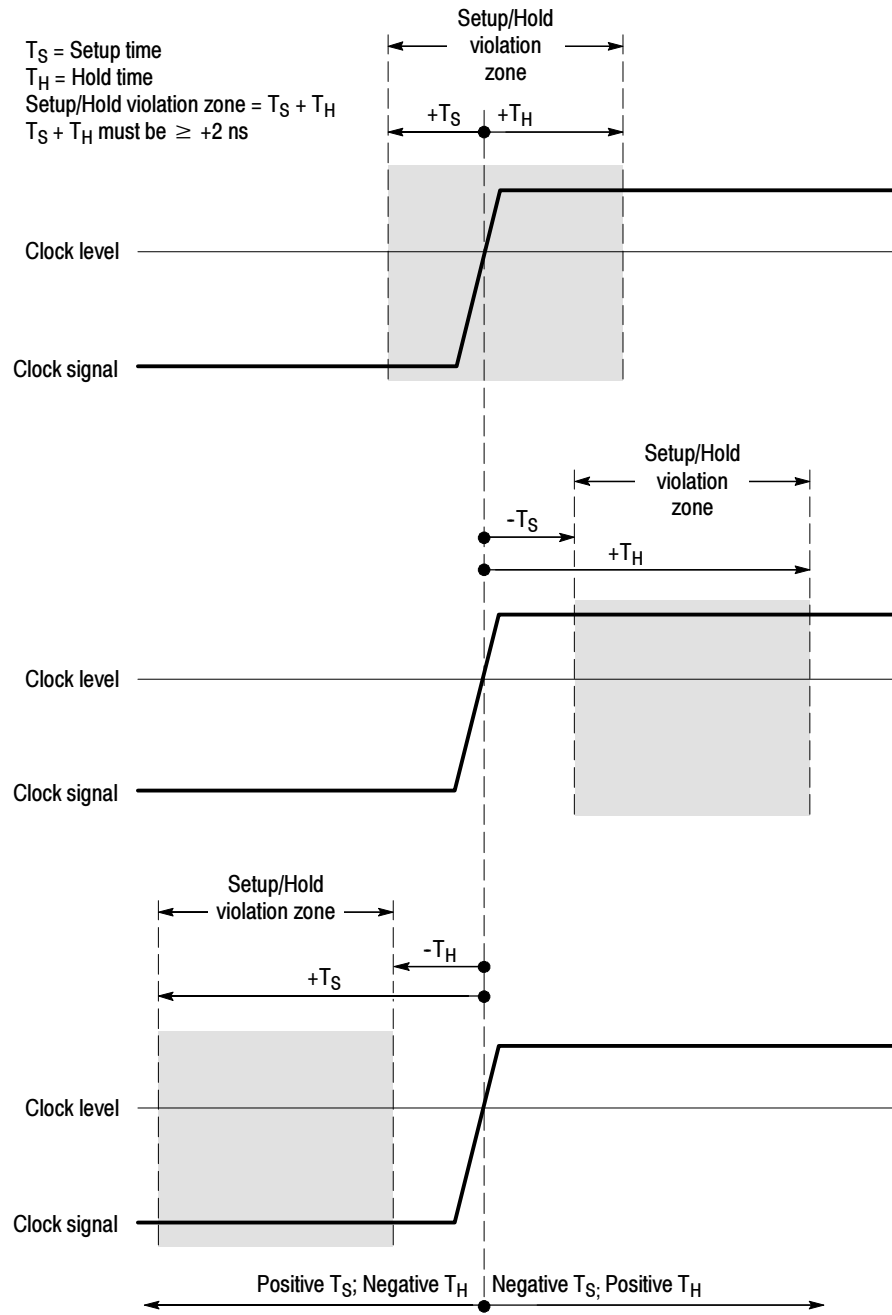 T_S = Setup time
T_H = Hold time
Setup/Hold violation zone = T_S + T_H
T_S + T_H must be ≥ +2 ns
Setup/Hold
violation
zone
+T_S +T_H
Clock level
Clock signal
Setup/Hold
violation
zone
-T_S
+T_H
Clock level
Clock signal
Setup/Hold
violation zone
-T_H
+T_S
Clock level
Clock signal
Positive T_S; Negative T_H Negative T_S; Positive T_H